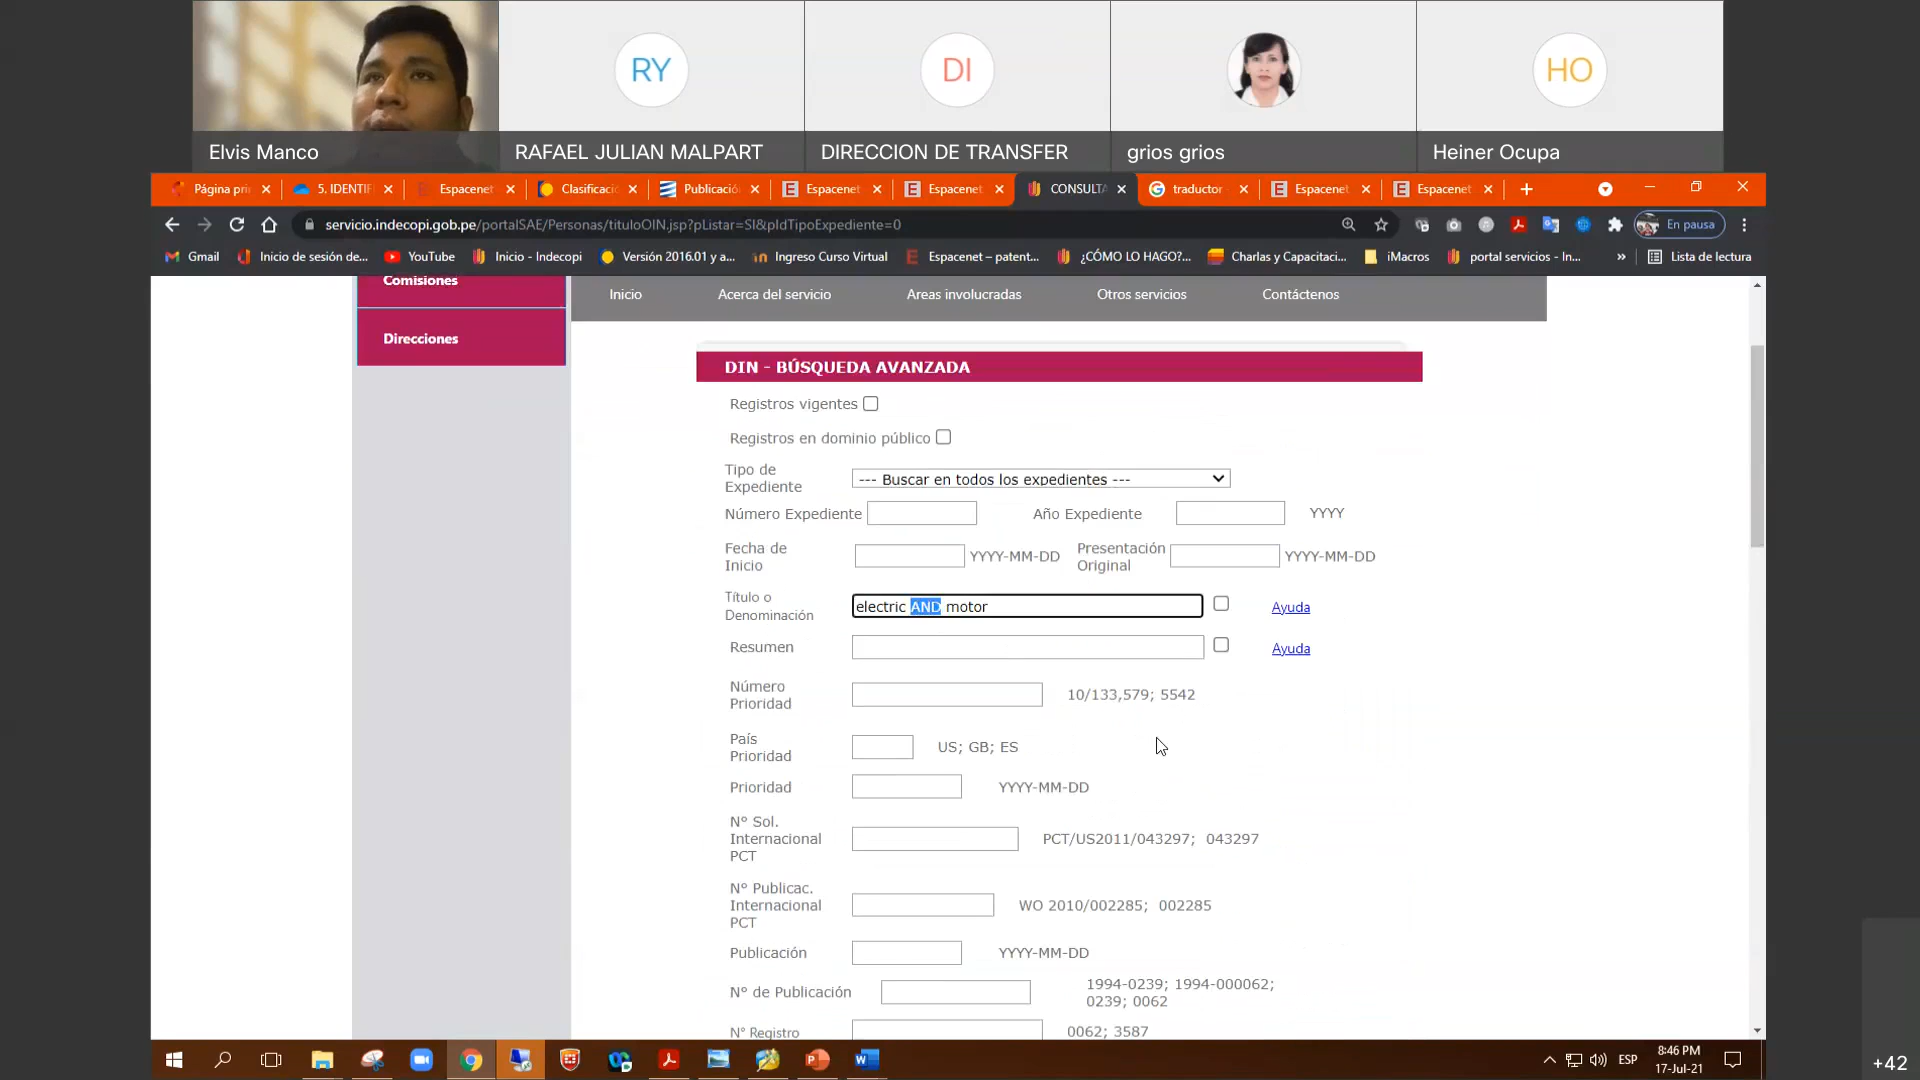 RY
DI
HO
Elvis Manco
RAFAEL JULIAN MALPART
DIRECCION DE TRANSFER
grios grios
Heiner Ocupa
Página pri
5. IDENTIF
Espacenet
Clasificació
Publicació
Espacenet
Espacenet
CONSULTA
traductor -
Espacenet
Espacenet
servicio.indecopi.gob.pe/portalSAE/Personas/tituloOIN.jsp?pListar=SI&pIdTipoExpediente=0
En pausa
Gmail
Inicio de sesión de...
YouTube
Inicio - Indecopi
Versión 2016.01 y a...
Ingreso Curso Virtual
Espacenet – patent...
¿CÓMO LO HAGO?...
Charlas y Capacitaci...
iMacros
portal servicios - In...
»
Lista de lectura
Comisiones
Direcciones
Inicio
Acerca del servicio
Areas involucradas
Otros servicios
Contáctenos
DIN - BÚSQUEDA AVANZADA
Registros vigentes
Registros en dominio público
Tipo de
Expediente
--- Buscar en todos los expedientes ---
Número Expediente
Año Expediente
YYYY
Fecha de
Inicio
YYYY-MM-DD
Presentación
Original
YYYY-MM-DD
Título o
Denominación
electric AND motor
Ayuda
Resumen
Ayuda
Número
Prioridad
10/133,579; 5542
País
Prioridad
US; GB; ES
Prioridad
YYYY-MM-DD
N° Sol.
Internacional
PCT
PCT/US2011/043297; 043297
N° Publicac.
Internacional
PCT
WO 2010/002285; 002285
Publicación
YYYY-MM-DD
N° de Publicación
1994-0239; 1994-000062;
0239; 0062
N° Registro
0062; 3587
ESP
8:46 PM
17-Jul-21
+42